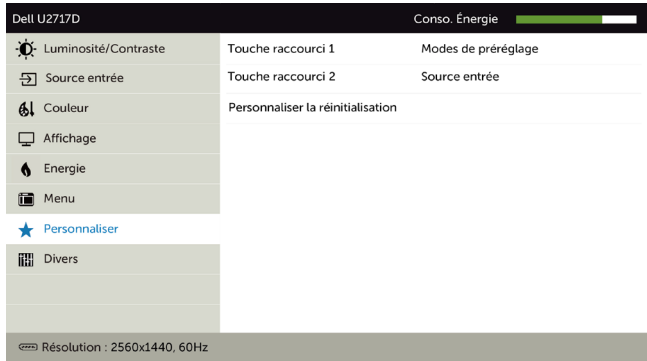 Dell U2717D Conso. Énergie
Luminosité/Contraste Touche raccourci 1 Modes de préréglage
Source entrée Touche raccourci 2 Source entrée
Couleur Personnaliser la réinitialisation
Affichage
Energie
Menu
Personnaliser
Divers
Résolution : 2560x1440, 60Hz